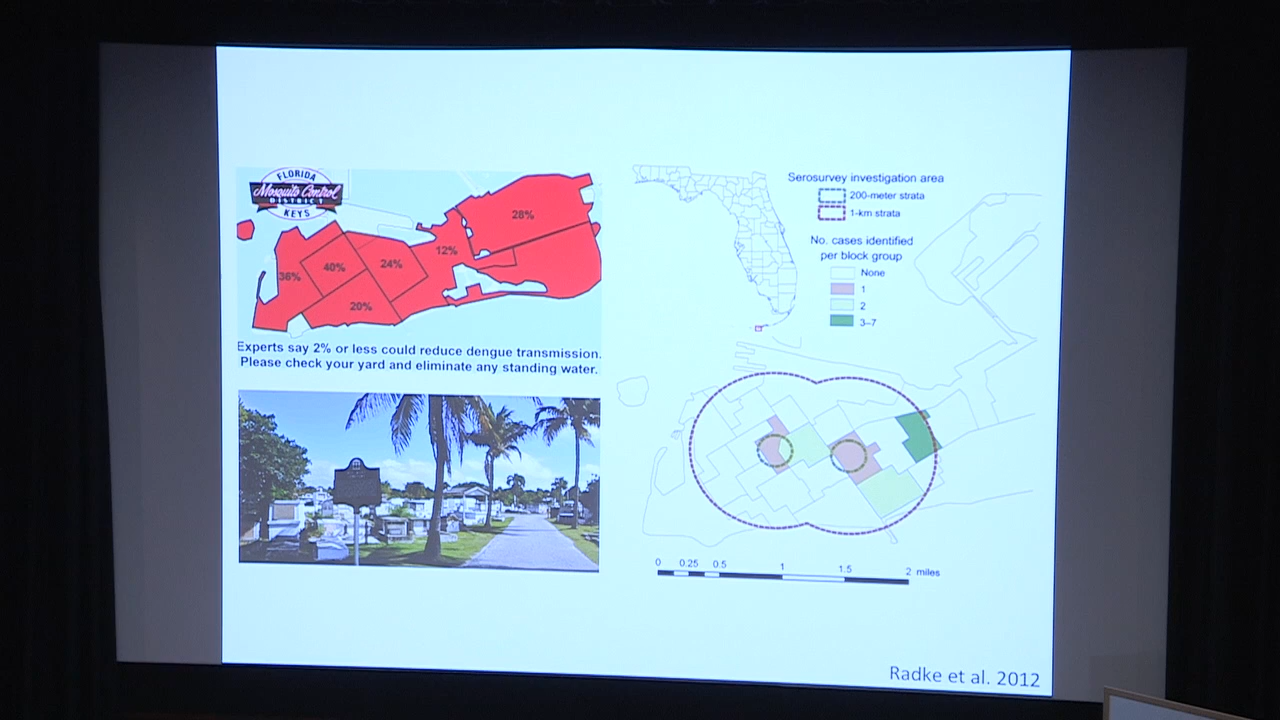 FLORIDA
Mosquito Control
DISTRICT
KEYS
28%
12%
24%
40%
36%
20%
Experts say 2% or less could reduce dengue transmission.
Please check your yard and eliminate any standing water.
Serosurvey investigation area
200-meter strata
1-km strata
No. cases identified
per block group
None
1
2
3–7
0 0.25 0.5 1 1.5 2 miles
Radke et al. 2012